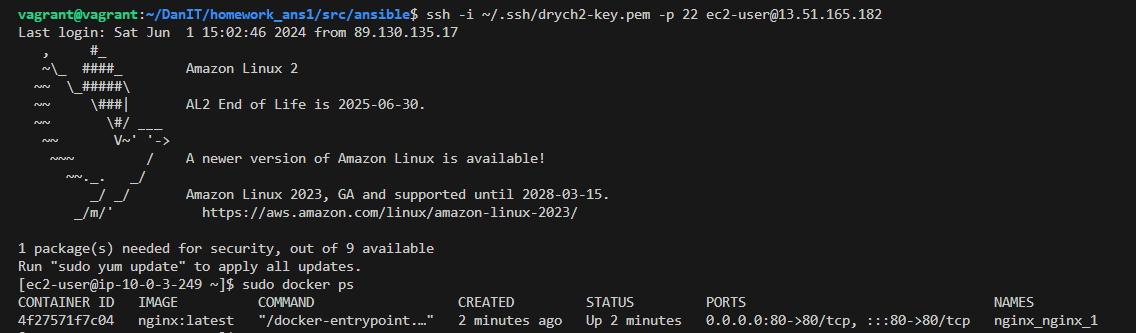 vagrant@vagrant:~/DanIT/homework_ansl/src/ansible$ ssh -i ~/.ssh/drych2-key.pem -p 22 ec2-user@13.51.165.182
Last login: Sat Jun  1 15:02:46 2024 from 89.130.135.17
   ,     #_
   ~\_  ####_        Amazon Linux 2
  ~~  \_#####\
  ~~     \###|       AL2 End of Life is 2025-06-30.
  ~~       \#/ ___
   ~~       V~' '->
    ~~~         /    A newer version of Amazon Linux is available!
      ~~._.   _/
         _/ _/       Amazon Linux 2023, GA and supported until 2028-03-15.
       _/m/'           https://aws.amazon.com/linux/amazon-linux-2023/
1 package(s) needed for security, out of 9 available
Run "sudo yum update" to apply all updates.
[ec2-user@ip-10-0-3-249 ~]$ sudo docker ps
CONTAINER ID   IMAGE          COMMAND                  CREATED         STATUS         PORTS                               NAMES
4f27571f7c04   nginx:latest   "/docker-entrypoint.…"   2 minutes ago   Up 2 minutes   0.0.0.0:80->80/tcp, :::80->80/tcp   nginx_nginx_1